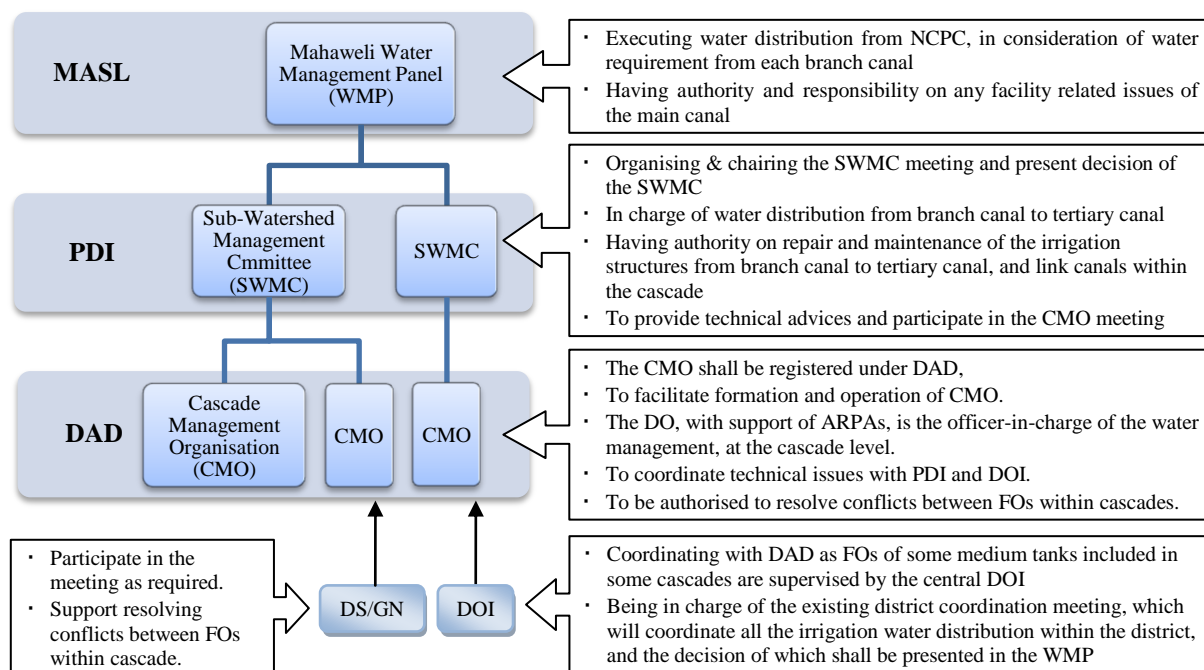 MASL
Mahaweli Water
Management Panel
(WMP)
· Executing water distribution from NCPC, in consideration of water
requirement from each branch canal
· Having authority and responsibility on any facility related issues of
the main canal
PDI
Sub-Watershed
Management
Cmmittee
(SWMC)
SWMC
· Organising & chairing the SWMC meeting and present decision of
the SWMC
· In charge of water distribution from branch canal to tertiary canal
· Having authority on repair and maintenance of the irrigation
structures from branch canal to tertiary canal, and link canals within
the cascade
· To provide technical advices and participate in the CMO meeting
DAD
Cascade
Management
Organisation
(CMO)
CMO
CMO
· The CMO shall be registered under DAD,
· To facilitate formation and operation of CMO.
· The DO, with support of ARPAs, is the officer-in-charge of the water
management, at the cascade level.
· To coordinate technical issues with PDI and DOI.
· To be authorised to resolve conflicts between FOs within cascades.
· Participate in the
meeting as required.
· Support resolving
conflicts between FOs
within cascade.
DS/GN
DOI
· Coordinating with DAD as FOs of some medium tanks included in
some cascades are supervised by the central DOI
· Being in charge of the existing district coordination meeting, which
will coordinate all the irrigation water distribution within the district,
and the decision of which shall be presented in the WMP